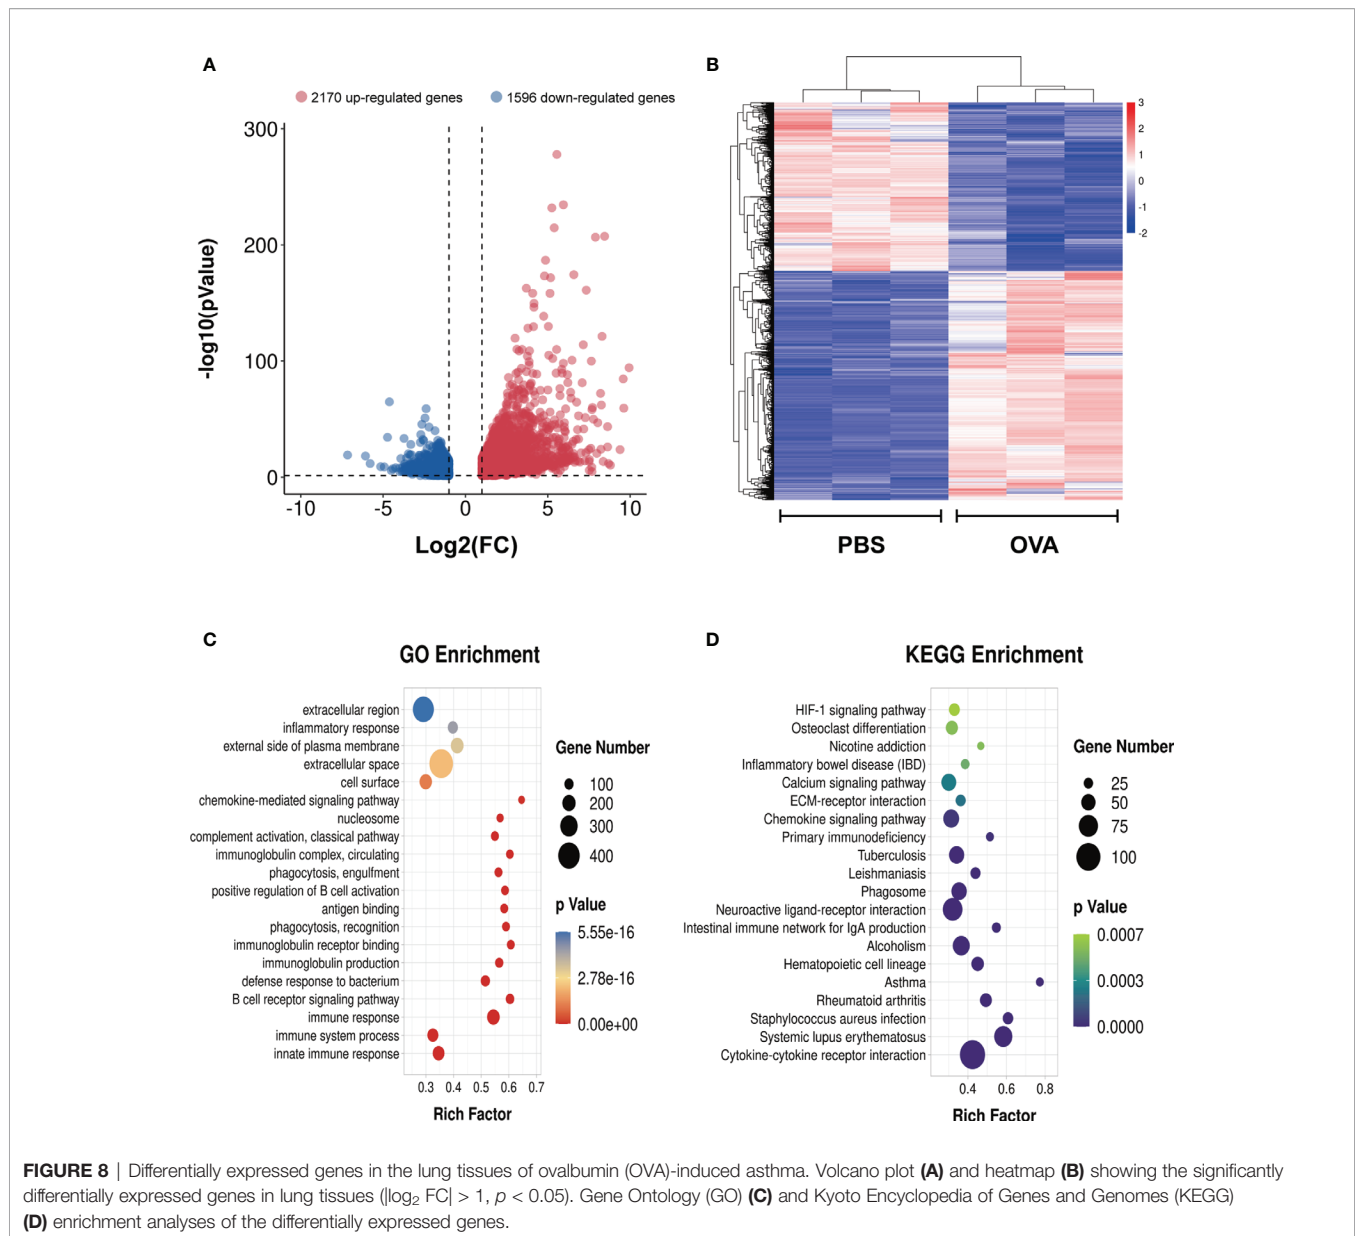 A
2170 up-regulated genes
1596 down-regulated genes
300
200
100
0
-log10(pValue)
-10
-5
0
5
10
Log2(FC)
B
3
2
1
0
-1
-2
PBS
OVA
C
GO Enrichment
extracellular region
inflammatory response
external side of plasma membrane
extracellular space
cell surface
chemokine-mediated signaling pathway
nucleosome
complement activation, classical pathway
immunoglobulin complex, circulating
phagocytosis, engulfment
positive regulation of B cell activation
antigen binding
phagocytosis, recognition
immunoglobulin receptor binding
immunoglobulin production
defense response to bacterium
B cell receptor signaling pathway
immune response
immune system process
innate immune response
0.3
0.4
0.5
0.6
0.7
Rich Factor
Gene Number
100
200
300
400
p Value
5.55e-16
2.78e-16
0.00e+00
D
KEGG Enrichment
HIF-1 signaling pathway
Osteoclast differentiation
Nicotine addiction
Inflammatory bowel disease (IBD)
Calcium signaling pathway
ECM-receptor interaction
Chemokine signaling pathway
Primary immunodeficiency
Tuberculosis
Leishmaniasis
Phagosome
Neuroactive ligand-receptor interaction
Intestinal immune network for IgA production
Alcoholism
Hematopoietic cell lineage
Asthma
Rheumatoid arthritis
Staphylococcus aureus infection
Systemic lupus erythematosus
Cytokine-cytokine receptor interaction
0.4
0.6
0.8
Rich Factor
Gene Number
25
50
75
100
p Value
0.0007
0.0003
0.0000
FIGURE 8 | Differentially expressed genes in the lung tissues of ovalbumin (OVA)-induced asthma. Volcano plot (A) and heatmap (B) showing the significantly
differentially expressed genes in lung tissues (|log2 FC| > 1, p < 0.05). Gene Ontology (GO) (C) and Kyoto Encyclopedia of Genes and Genomes (KEGG)
(D) enrichment analyses of the differentially expressed genes.